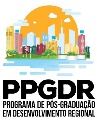 PPGDR
PROGRAMA DE PÓS-GRADUAÇÃO
EM DESENVOLVIMENTO REGIONAL